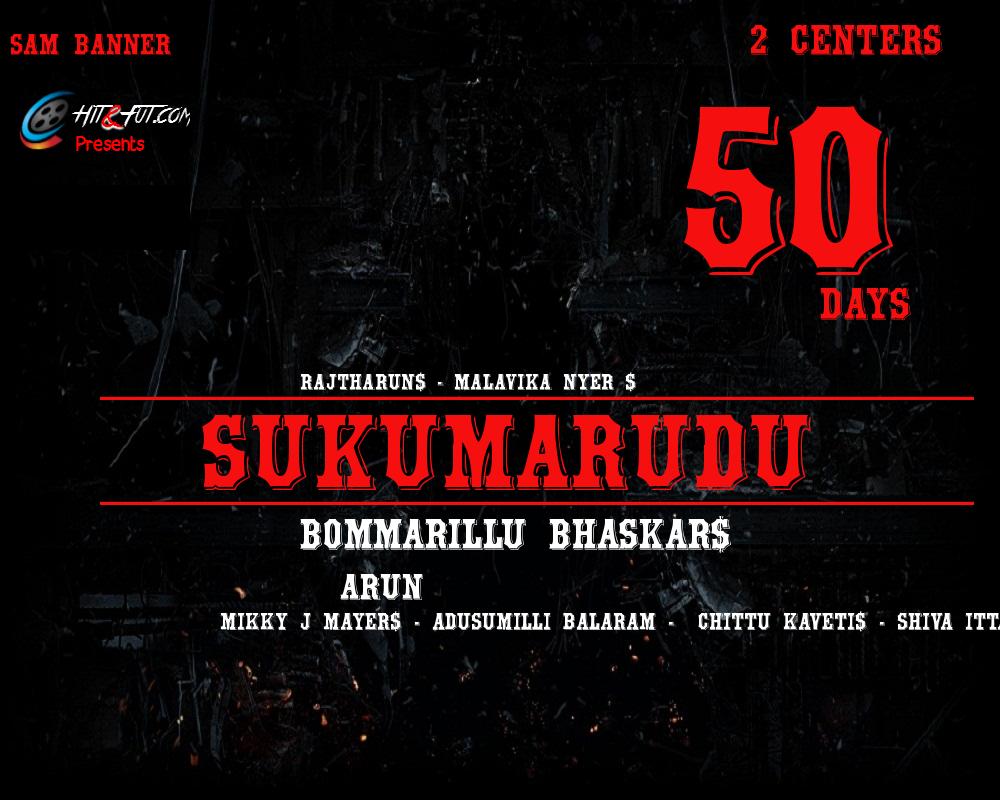 SAM BANNER
2 CENTERS
HIT&FUT.COM
Presents
50
DAYS
RAJTHARUN$ - MALAVIKA NYER $
SUKUMARUDU
BOMMARILLU BHASKAR$
ARUN
MIKKY J MAYER$ - ADUSUMILLI BALARAM - CHITTU KAVETI$ - SHIVA